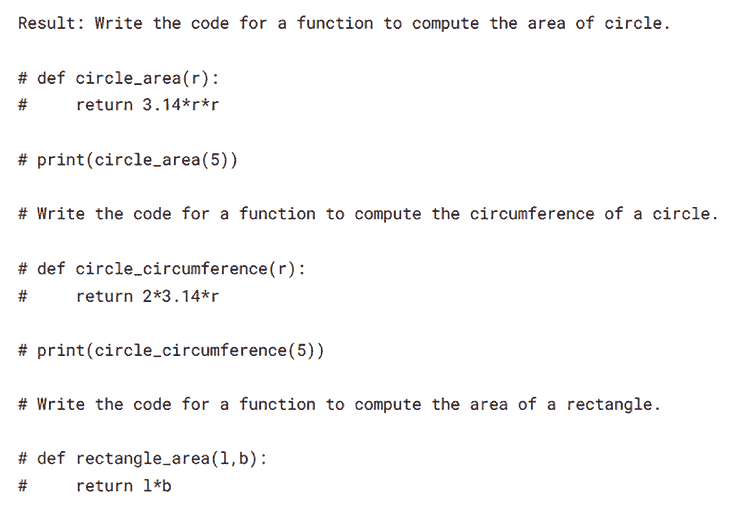 Result: Write the code for a function to compute the area of circle.
# def circle_area(r):
#     return 3.14*r*r
# print(circle_area(5))
# Write the code for a function to compute the circumference of a circle.
# def circle_circumference(r):
#     return 2*3.14*r
# print(circle_circumference(5))
# Write the code for a function to compute the area of a rectangle.
# def rectangle_area(l,b):
#     return l*b